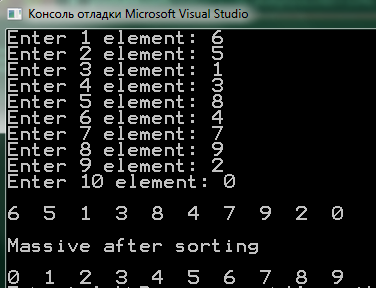 Консоль отладки Microsoft Visual Studio
Enter 1 element: 6
Enter 2 element: 5
Enter 3 element: 1
Enter 4 element: 3
Enter 5 element: 8
Enter 6 element: 4
Enter 7 element: 7
Enter 8 element: 9
Enter 9 element: 2
Enter 10 element: 0
6 5 1 3 8 4 7 9 2 0
Massive after sorting
0 1 2 3 4 5 6 7 8 9